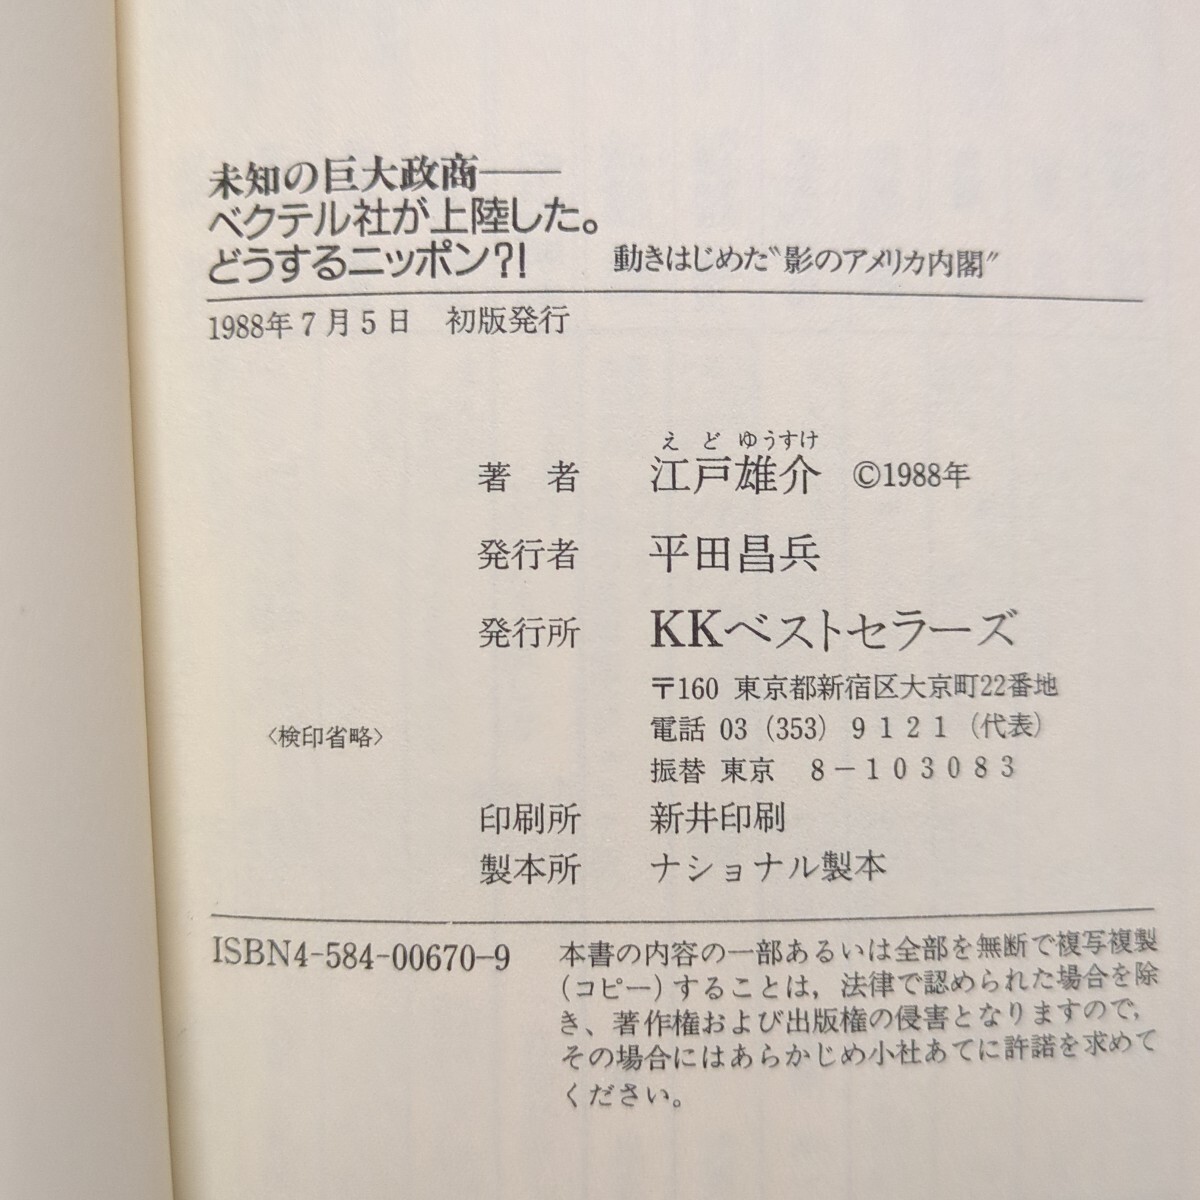 未知の巨大政商――
ベクテル社が上陸した。
どうするニッポン?! 動きはじめた〝影のアメリカ内閣〟
1988年7月5日 初版発行
えどゆうすけ
著者 江戸雄介 ©1988年
発行者 平田昌兵
発行所 KKベストセラーズ
〒160 東京都新宿区大京町22番地
電話 03 (353) 9121 (代表)
〈検印省略〉
振替 東京 8-103083
印刷所 新井印刷
製本所 ナショナル製本
ISBN4-584-00670-9
本書の内容の一部あるいは全部を無断で複写複製
(コピー)することは, 法律で認められた場合を除
き、著作権および出版権の侵害となりますので,
その場合にはあらかじめ小社あてに許諾を求めて
ください。